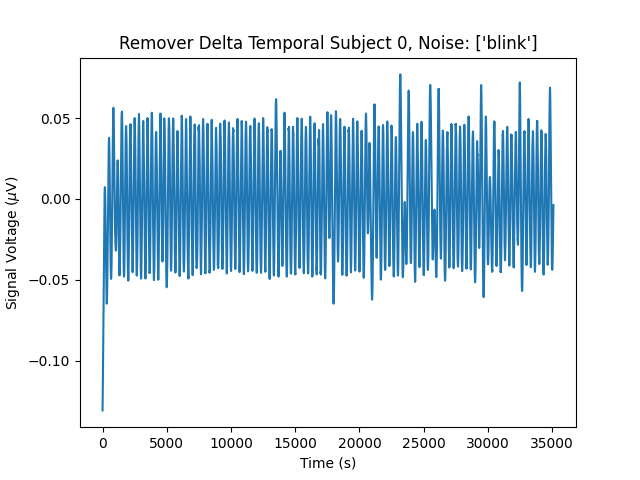 Remover Delta Temporal Subject 0, Noise: ['blink']
Signal Voltage (μV)
0.05
0.00
−0.05
−0.10
0 5000 10000 15000 20000 25000 30000 35000
Time (s)